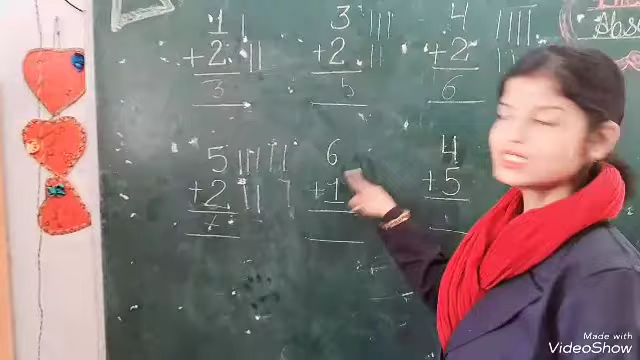 1 | 3 ||| 4 ||||
+2 || +2 || +2 ||
3 5 6
5 ||||| 6 4
+2 || +1 +5
7
Abs
Made with
VideoShow